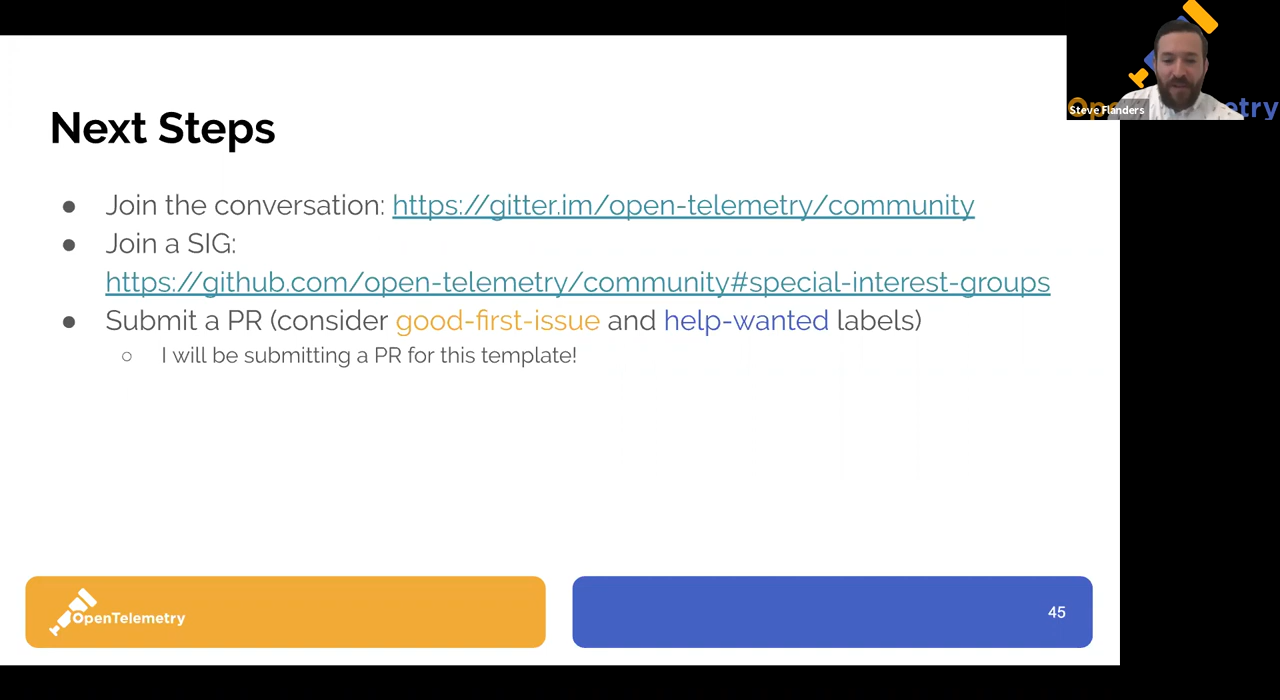 Next Steps
● Join the conversation: https://gitter.im/open-telemetry/community
● Join a SIG:
https://github.com/open-telemetry/community#special-interest-groups
● Submit a PR (consider good-first-issue and help-wanted labels)
○ I will be submitting a PR for this template!
OpenTelemetry
45
Steve Flanders